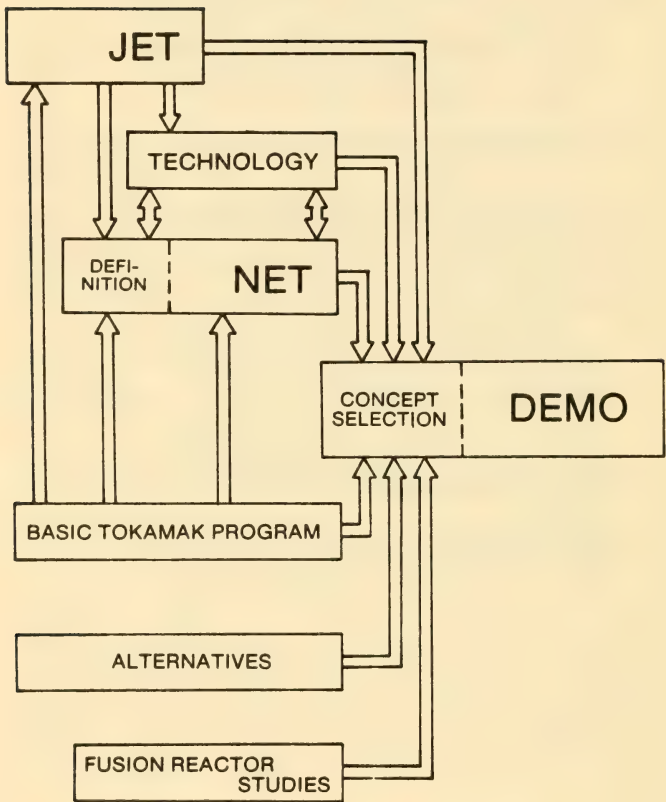 JET
TECHNOLOGY
DEFI-
NITION
NET
CONCEPT
SELECTION
DEMO
BASIC TOKAMAK PROGRAM
ALTERNATIVES
FUSION REACTOR
STUDIES